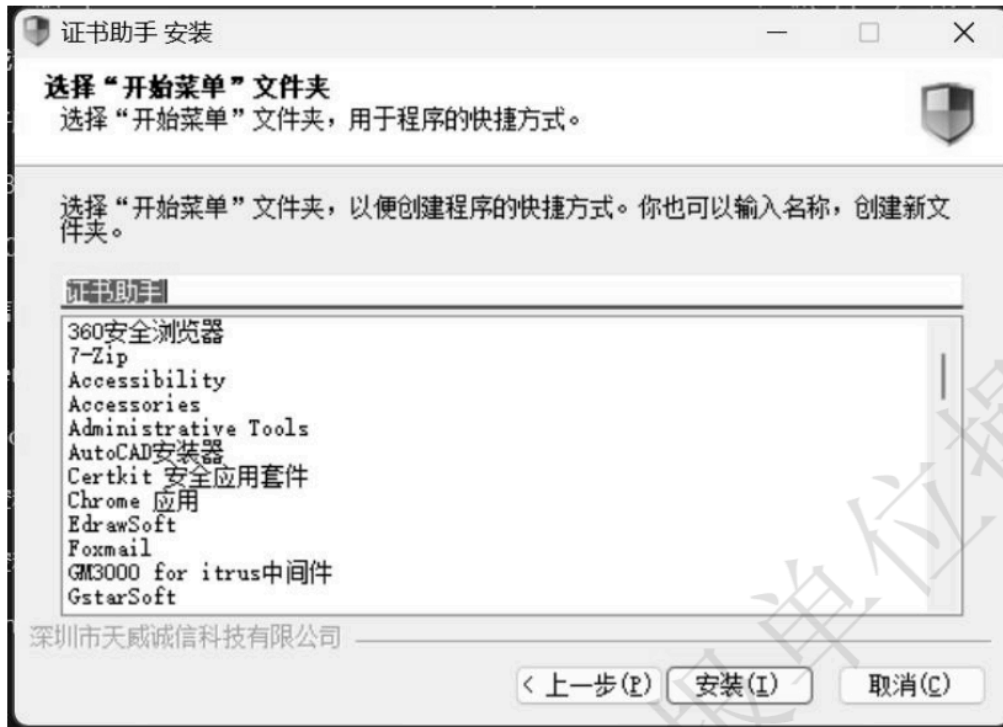 证书助手 安装
选择“开始菜单”文件夹
选择“开始菜单”文件夹，用于程序的快捷方式。
选择“开始菜单”文件夹，以便创建程序的快捷方式。你也可以输入名称，创建新文
件夹。
证书助手
360安全浏览器
7-Zip
Accessibility
Accessories
Administrative Tools
AutoCAD安装器
Certkit 安全应用套件
Chrome 应用
EdrawSoft
Foxmail
GM3000 for itrus中间件
GstarSoft
深圳市天威诚信科技有限公司
< 上一步(P)
安装(I)
取消(C)
单位